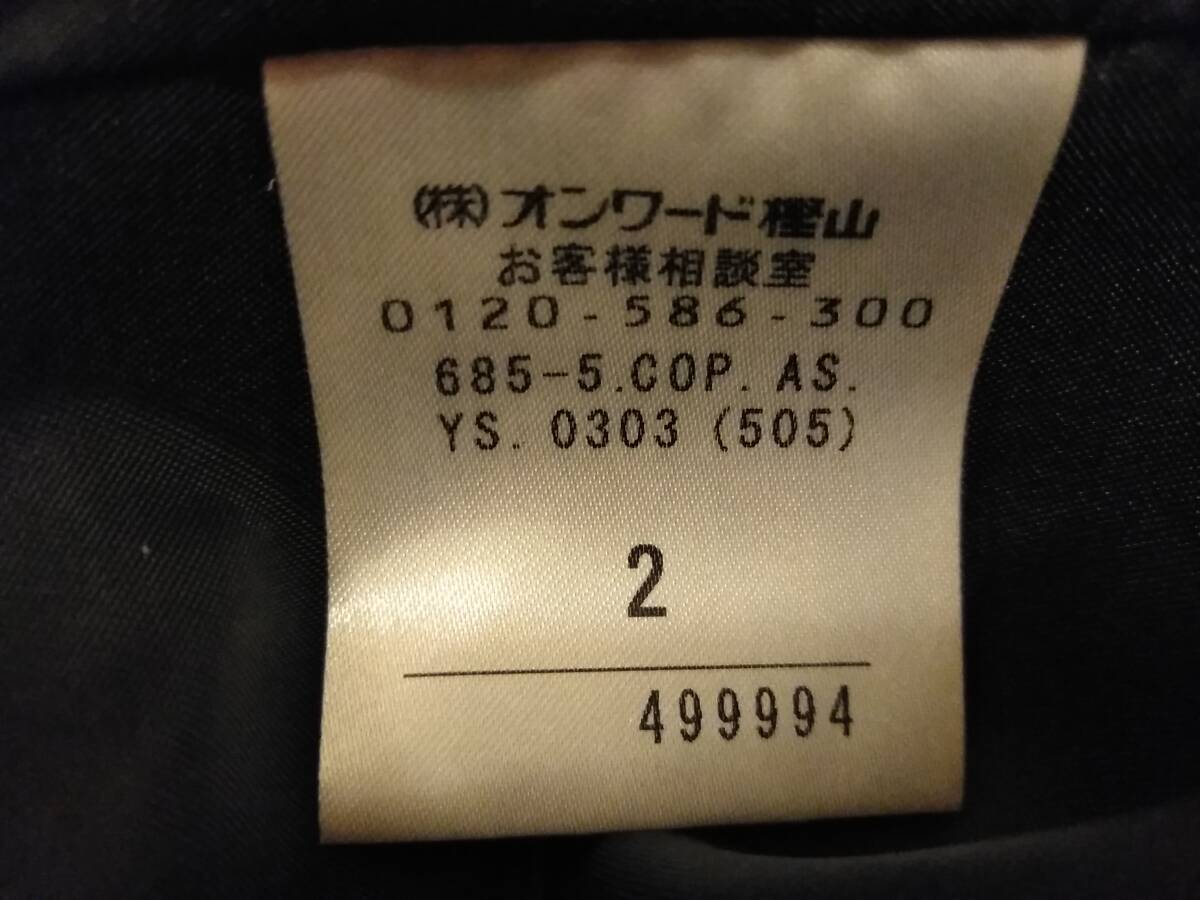 (株)オンワード樫山
お客様相談室
0120-586-300
685-5.COP. AS.
YS. 0303 (505)
2
499994